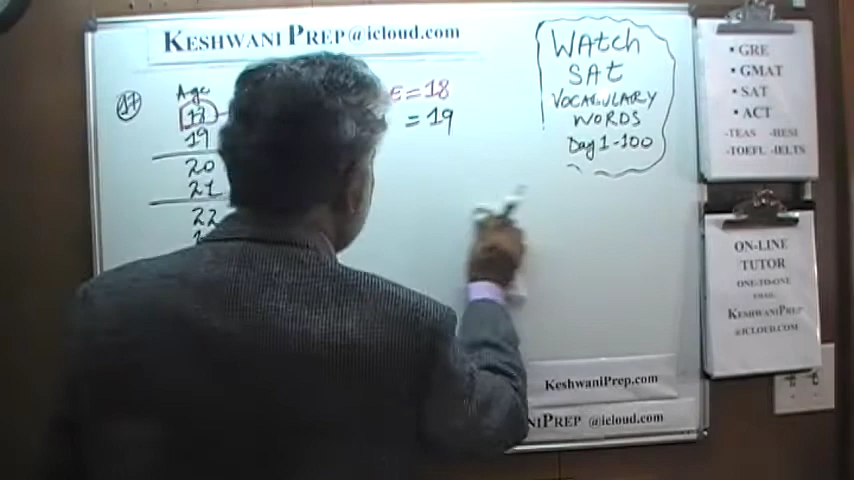 KESHWANI PREP@icloud.com
17
Age
18
19
20
21
22
E = 18
= 19
WAtch
SAt
VOCABULARY
WORDS
Day 1-100
• GRE
• GMAT
• SAT
• ACT
-TEAS -HESI
-TOEFL -IELTS
ON-LINE
TUTOR
ONE-TO-ONE
EMAIL
KESHWANIPREP
@ICLOUD.COM
KESHWANIPREP.COM
NIPREP @icloud.com